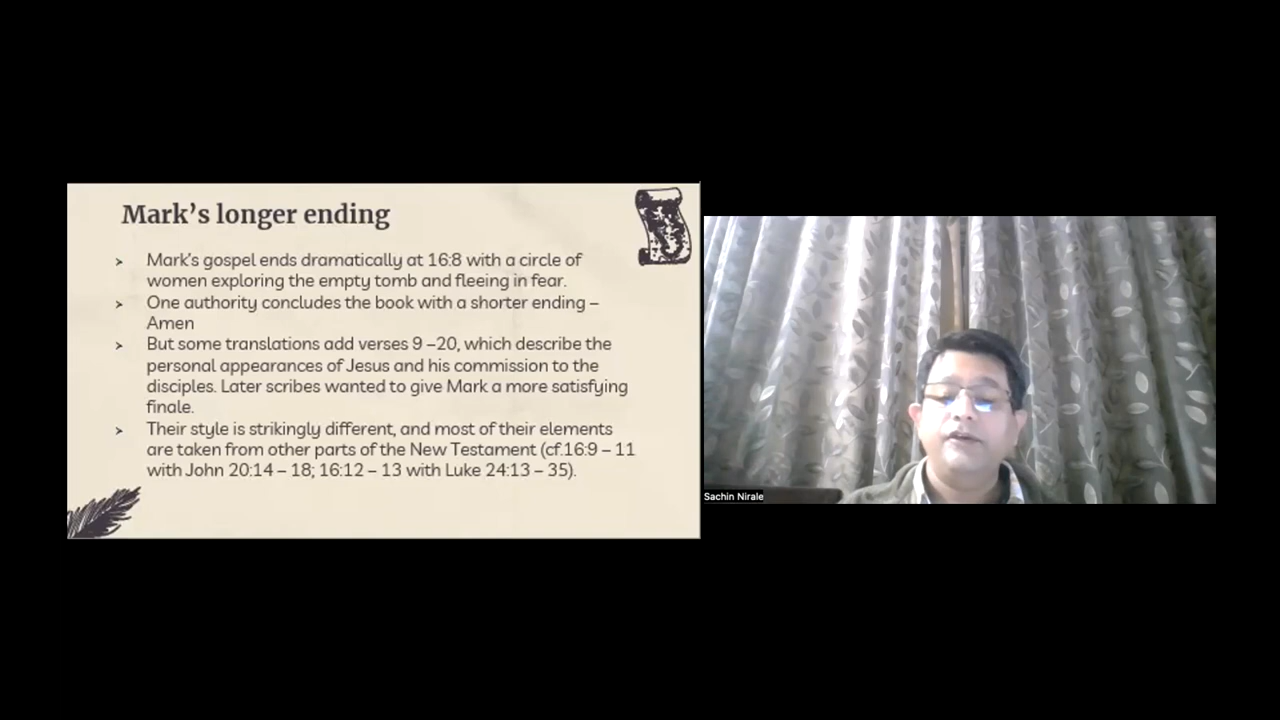 Mark's longer ending
➢ Mark's gospel ends dramatically at 16:8 with a circle of
women exploring the empty tomb and fleeing in fear.
➢ One authority concludes the book with a shorter ending –
Amen
➢ But some translations add verses 9 –20, which describe the
personal appearances of Jesus and his commission to the
disciples. Later scribes wanted to give Mark a more satisfying
finale.
➢ Their style is strikingly different, and most of their elements
are taken from other parts of the New Testament (cf.16:9 – 11
with John 20:14 – 18; 16:12 – 13 with Luke 24:13 – 35).
Sachin Nirale